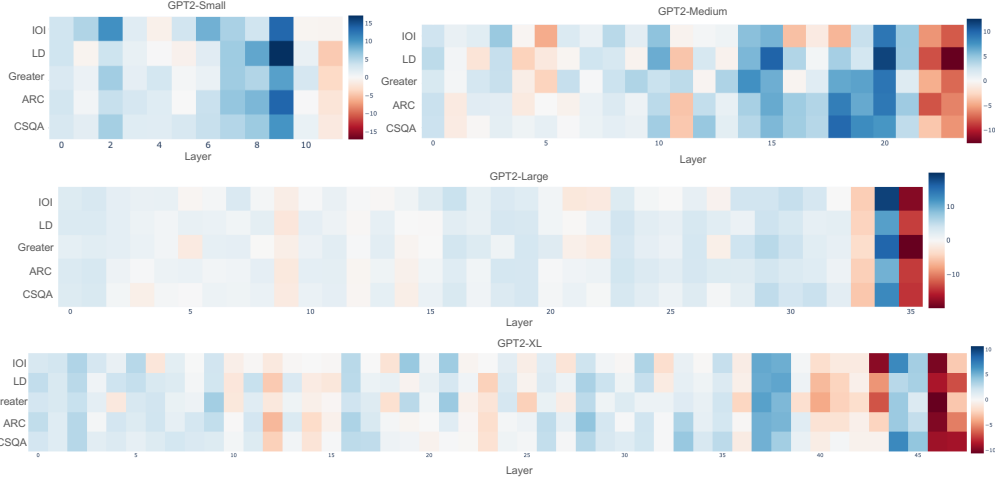 GPT2-Small
IOI
LD
Greater
ARC
CSQA
0 2 4 6 8 10
Layer
15
10
5
0
−5
−10
−15
GPT2-Medium
IOI
LD
Greater
ARC
CSQA
0 5 10 15 20
Layer
10
5
0
−5
−10
GPT2-Large
IOI
LD
Greater
ARC
CSQA
0 5 10 15 20 25 30 35
Layer
10
0
−10
GPT2-XL
IOI
LD
reater
ARC
CSQA
0 5 10 15 20 25 30 35 40 45
Layer
10
5
0
−5
−10